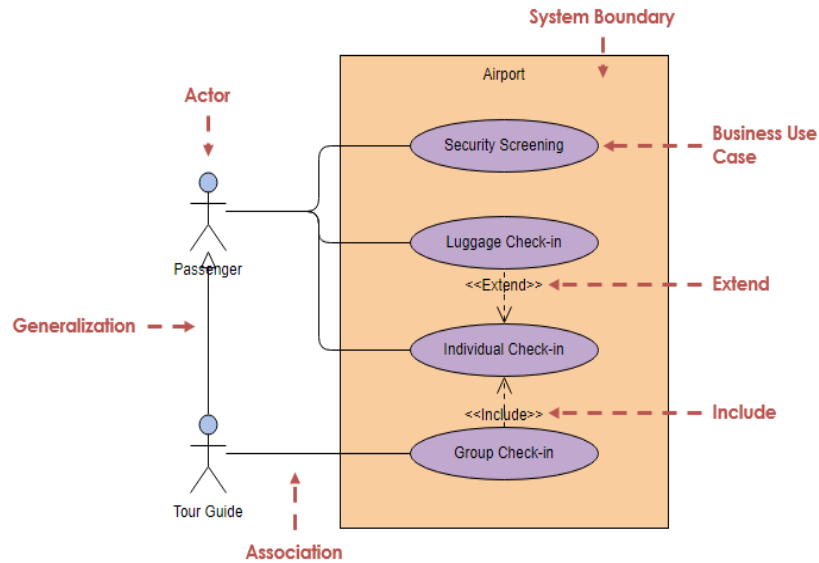 System Boundary
Airport
Actor
Security Screening
Business Use
Case
Luggage Check-in
Passenger
<<Extend>>
Extend
Generalization
Individual Check-in
<<Include>>
Include
Group Check-in
Tour Guide
Association